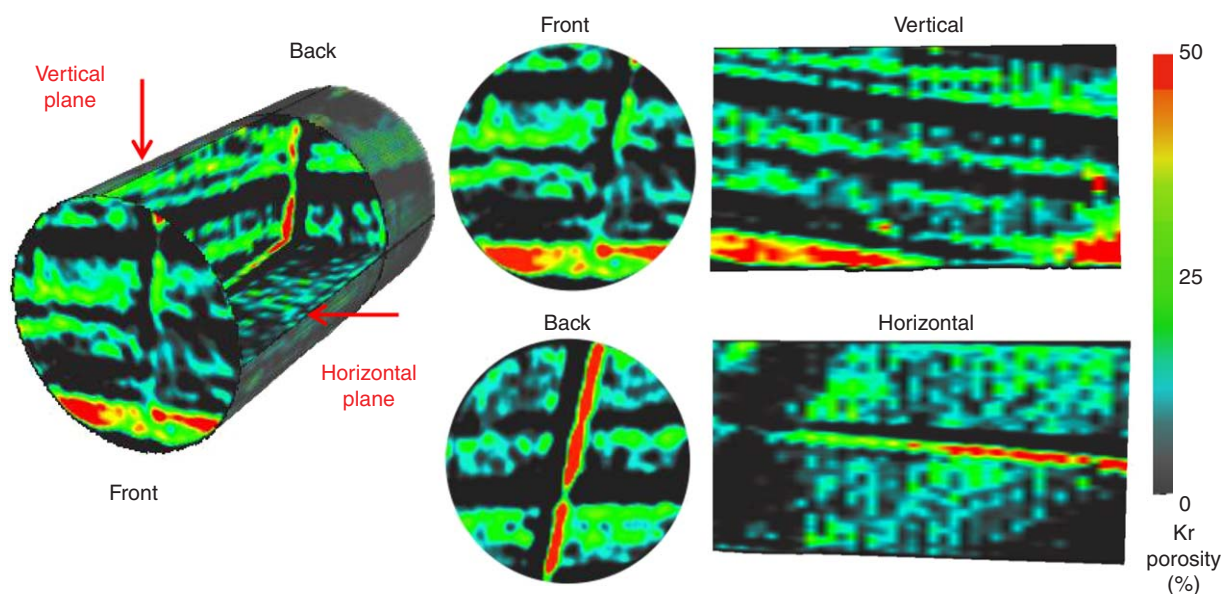 Back
Vertical
plane
Horizontal
plane
Front
Front
Vertical
Back
Horizontal
50
25
0
Kr
porosity
(%)